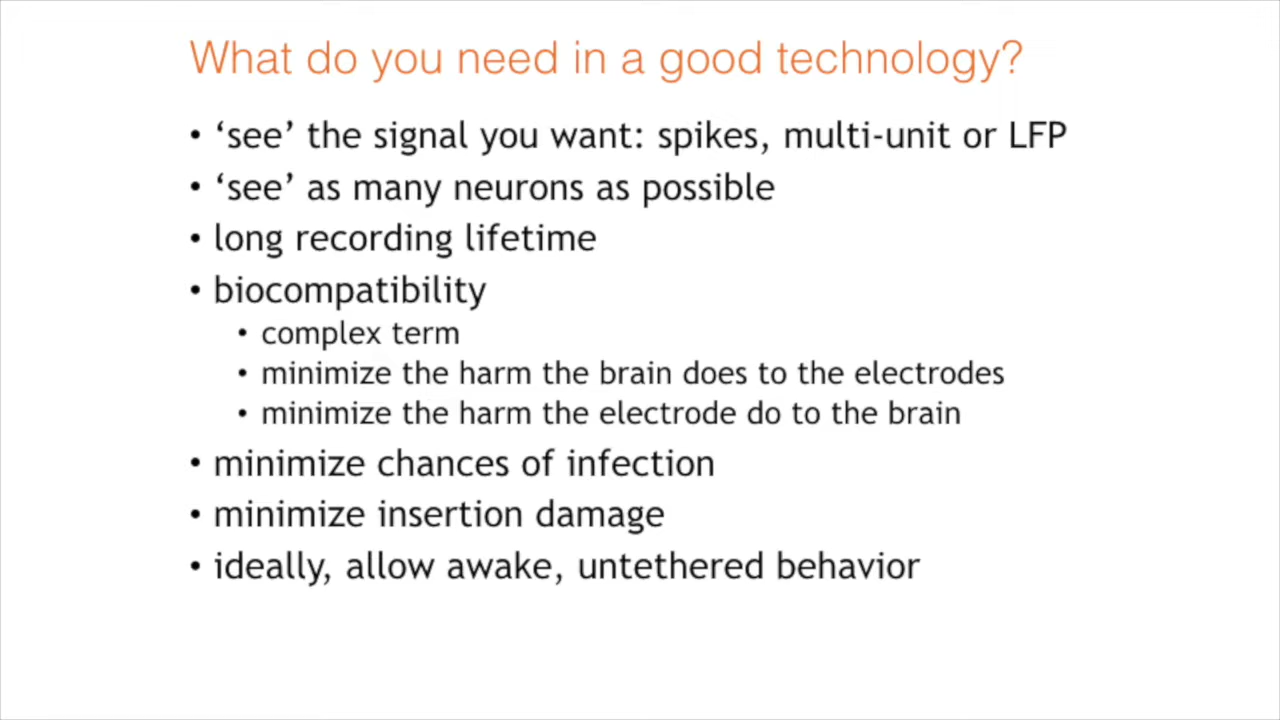 What do you need in a good technology?
• ‘see’ the signal you want: spikes, multi-unit or LFP
• ‘see’ as many neurons as possible
• long recording lifetime
• biocompatibility
• complex term
• minimize the harm the brain does to the electrodes
• minimize the harm the electrode do to the brain
• minimize chances of infection
• minimize insertion damage
• ideally, allow awake, untethered behavior